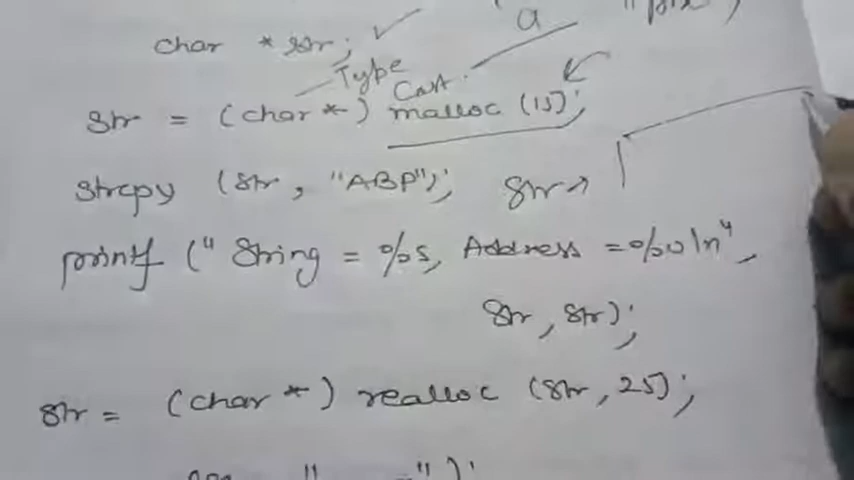 a
char *str;
Type
Cast.
str = (char *) malloc (15);
strcpy (str, "ABP");
str →
printf (" String = %s, Address = %u \n",
str, str);
str = (char *) realloc (str, 25);